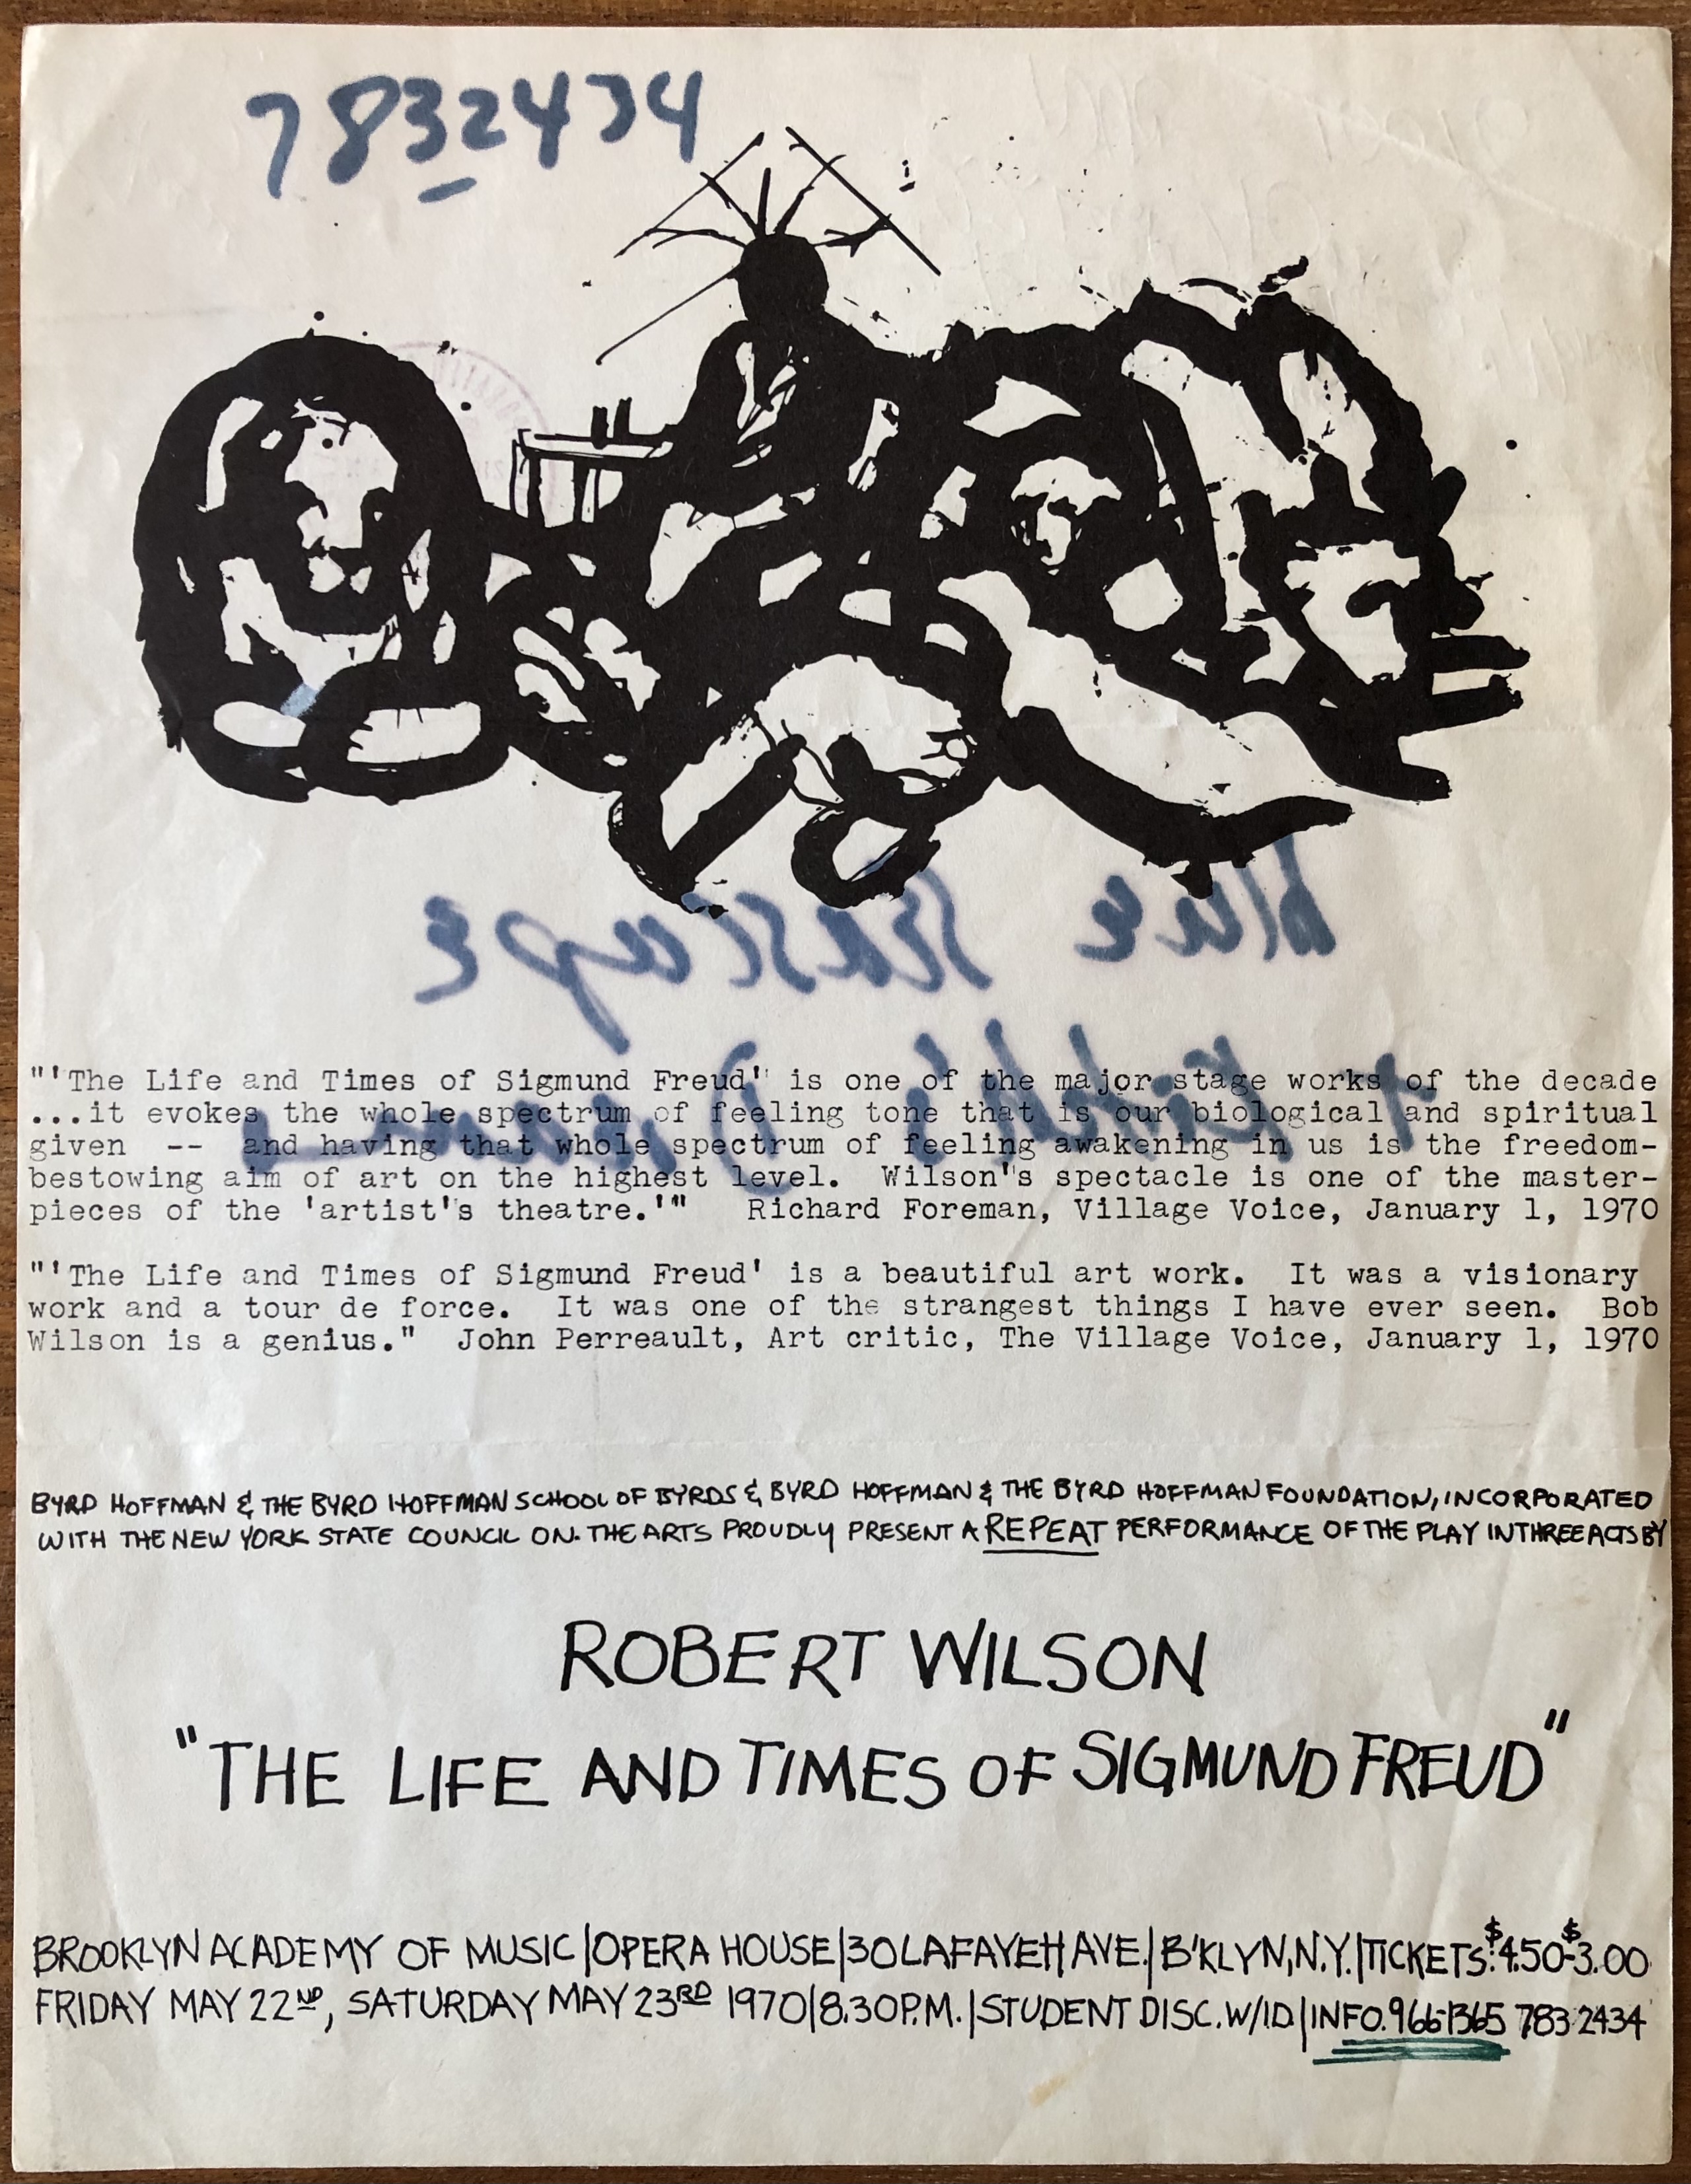 7832434
blue
"'The Life and Times of Sigmund Freud'' is one of the major stage works of the decade
...it evokes the whole spectrum of feeling tone that is our biological and spiritual
given -- and having that whole spectrum of feeling awakening in us is the freedom-
bestowing aim of art on the highest level. Wilson''s spectacle is one of the master-
pieces of the 'artist's theatre.'" Richard Foreman, Village Voice, January 1, 1970
"'The Life and Times of Sigmund Freud' is a beautiful art work. It was a visionary
work and a tour de force. It was one of the strangest things I have ever seen. Bob
Wilson is a genius." John Perreault, Art critic, The Village Voice, January 1, 1970
BYRD HOFFMAN & THE BYRD HOFFMAN SCHOOL OF BYRDS & BYRD HOFFMAN & THE BYRD HOFFMAN FOUNDATION, INCORPORATED
WITH THE NEW YORK STATE COUNCIL ON THE ARTS PROUDLY PRESENT A REPEAT PERFORMANCE OF THE PLAY IN THREE ACTS BY
ROBERT WILSON
"THE LIFE AND TIMES OF SIGMUND FREUD"
BROOKLYN ACADEMY OF MUSIC|OPERA HOUSE|30 LAFAYETT AVE.|B'KLYN, N.Y.|TICKETS: $4.50-$3.00
FRIDAY MAY 22ND, SATURDAY MAY 23RD 1970|8.30P.M.|STUDENT DISC. W/ID|INFO. 966-1365 783 2434